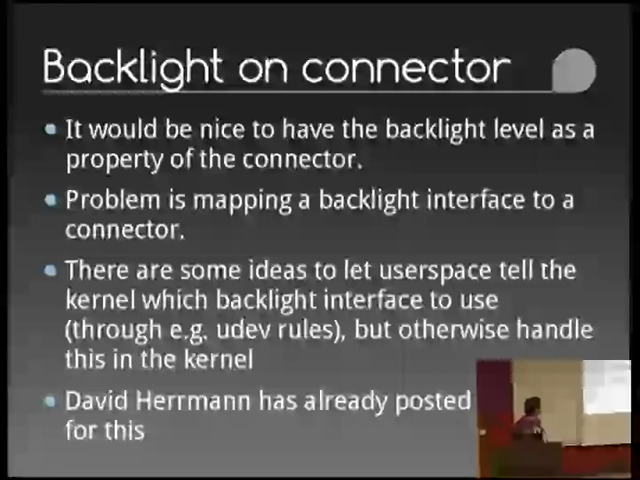 Backlight on connector
It would be nice to have the backlight level as a
property of the connector.
Problem is mapping a backlight interface to a
connector.
There are some ideas to let userspace tell the
kernel which backlight interface to use
(through e.g. udev rules), but otherwise handle
this in the kernel
David Herrmann has already posted
for this